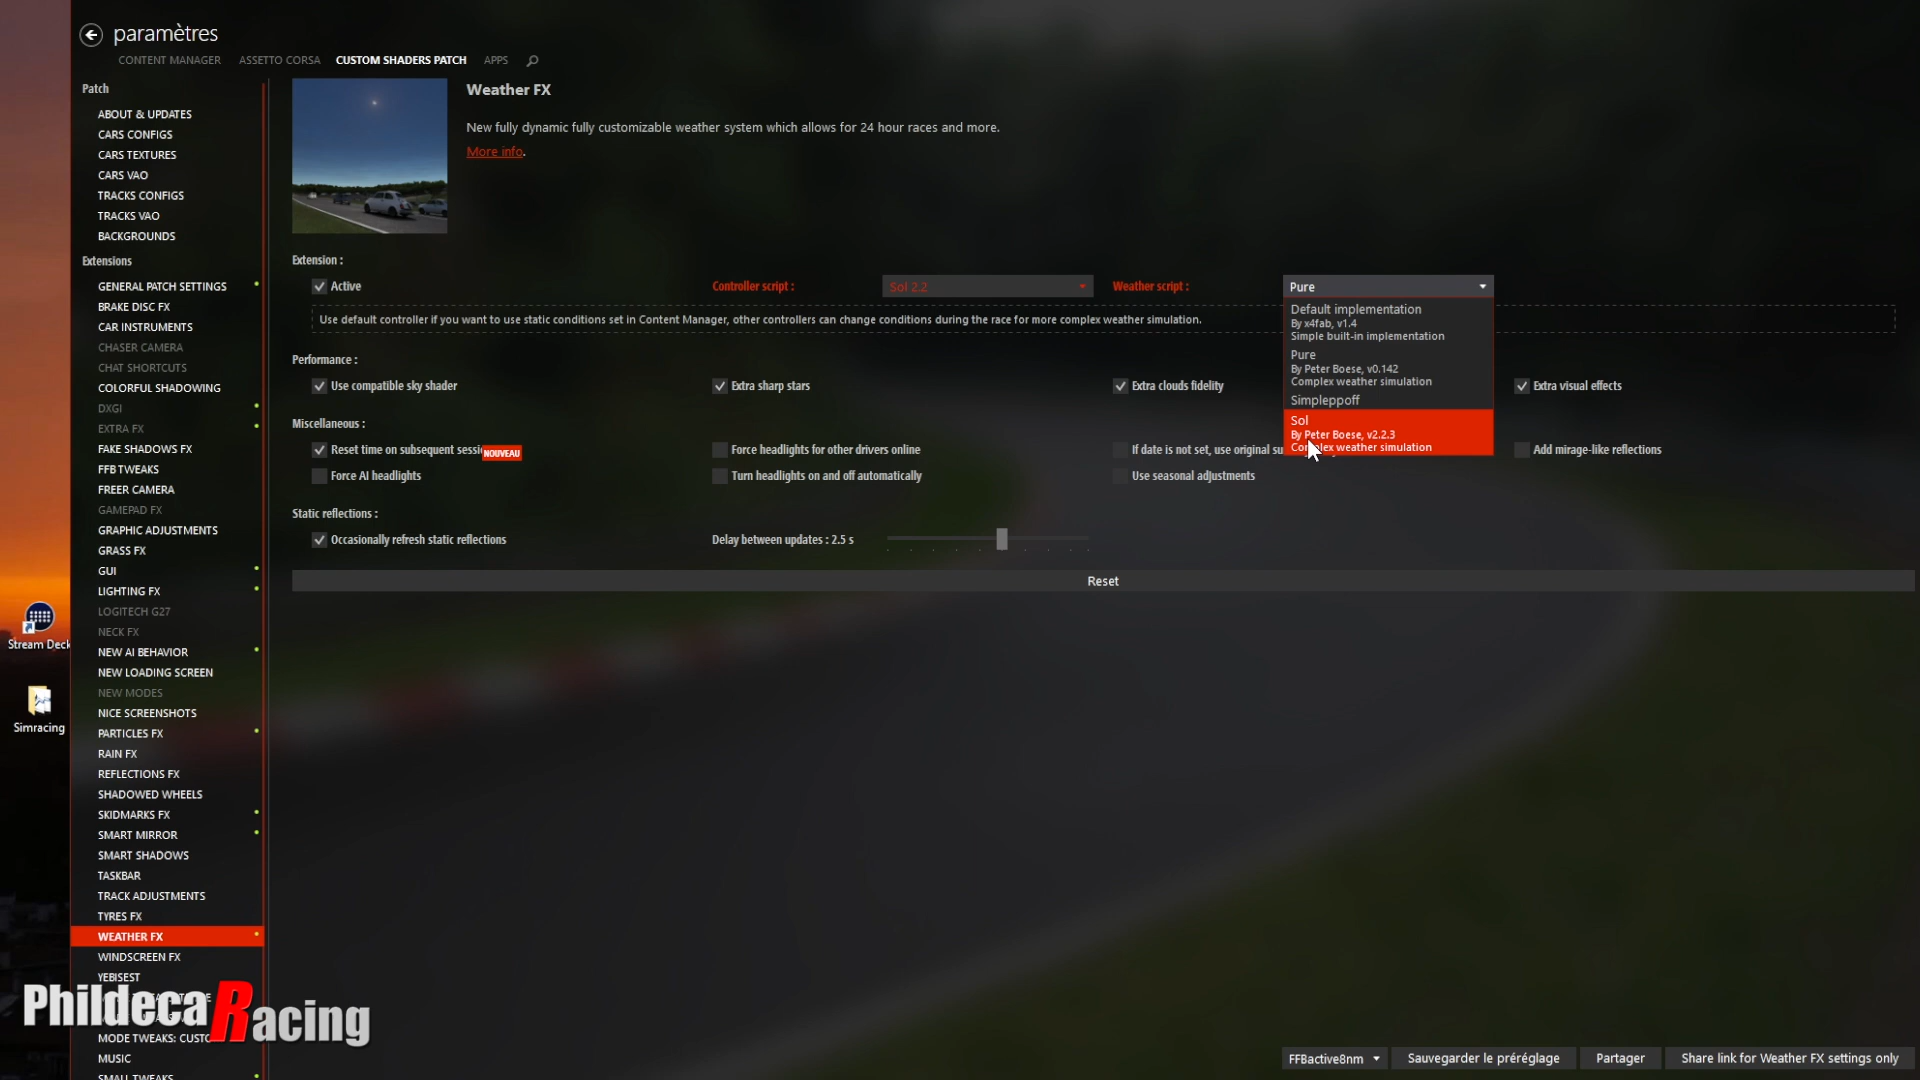 paramètres
CONTENT MANAGER ASSETTO CORSA CUSTOM SHADERS PATCH APPS
Patch
ABOUT & UPDATES
CARS CONFIGS
CARS TEXTURES
CARS VAO
TRACKS CONFIGS
TRACKS VAO
BACKGROUNDS
Extensions
GENERAL PATCH SETTINGS
BRAKE DISC FX
CAR INSTRUMENTS
CHASER CAMERA
CHAT SHORTCUTS
COLORFUL SHADOWING
DXGI
EXTRA FX
FAKE SHADOWS FX
FFB TWEAKS
FREER CAMERA
GAMEPAD FX
GRAPHIC ADJUSTMENTS
GRASS FX
GUI
LIGHTING FX
LOGITECH G27
NECK FX
NEW AI BEHAVIOR
NEW LOADING SCREEN
NEW MODES
NICE SCREENSHOTS
PARTICLES FX
RAIN FX
REFLECTIONS FX
SHADOWED WHEELS
SKIDMARKS FX
SMART MIRROR
SMART SHADOWS
TASKBAR
TRACK ADJUSTMENTS
TYRES FX
WEATHER FX
WINDSCREEN FX
YEBISEST
MODE TWEAKS: CUSTO
MUSIC
SMALL TWEAKS
Weather FX
New fully dynamic fully customizable weather system which allows for 24 hour races and more.
More info.
Extension :
Active
Controller script :
Sol 2.2
Weather script :
Pure
Use default controller if you want to use static conditions set in Content Manager, other controllers can change conditions during the race for more complex weather simulation.
Default implementation
By x4fab, v1.4
Simple built-in implementation
Pure
By Peter Boese, v0.142
Complex weather simulation
Simpleppoff
Sol
By Peter Boese, v2.2.3
Complex weather simulation
Performance :
Use compatible sky shader
Extra sharp stars
Extra clouds fidelity
Extra visual effects
Miscellaneous :
Reset time on subsequent sessi
NOUVEAU
Force headlights for other drivers online
If date is not set, use original su
Add mirage-like reflections
Force AI headlights
Turn headlights on and off automatically
Use seasonal adjustments
Static reflections :
Occasionally refresh static reflections
Delay between updates : 2.5 s
Reset
Stream Deck
Simracing
Phildeca Racing
FFBactive8nm
Sauvegarder le préréglage
Partager
Share link for Weather FX settings only